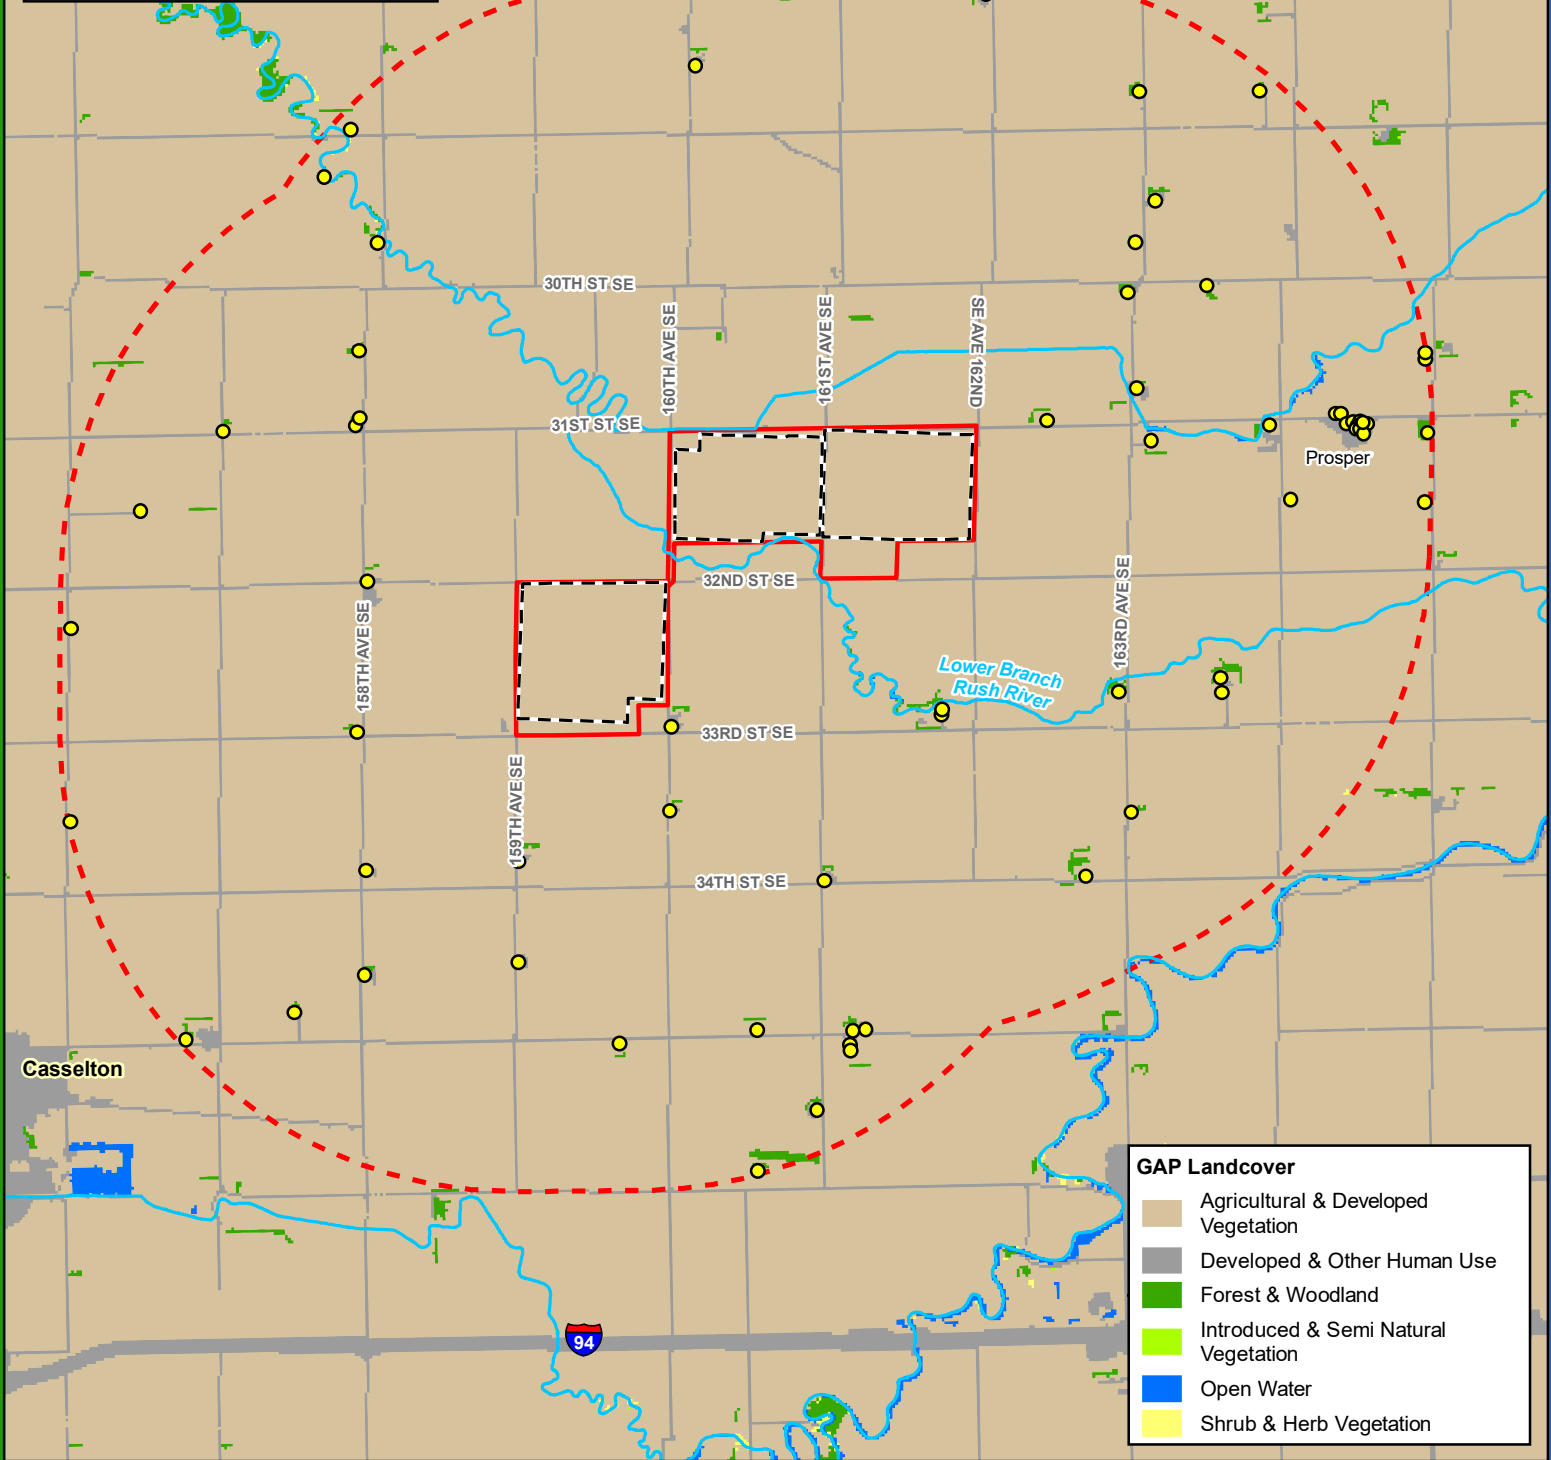 30TH ST SE
160TH AVE SE
161ST AVE SE
SE AVE 162ND
31ST ST SE
Prosper
32ND ST SE
163RD AVE SE
158TH AVE SE
Lower Branch
Rush River
33RD ST SE
159TH AVE SE
34TH ST SE
Casselton
94
GAP Landcover
Agricultural & Developed
Vegetation
Developed & Other Human Use
Forest & Woodland
Introduced & Semi Natural
Vegetation
Open Water
Shrub & Herb Vegetation